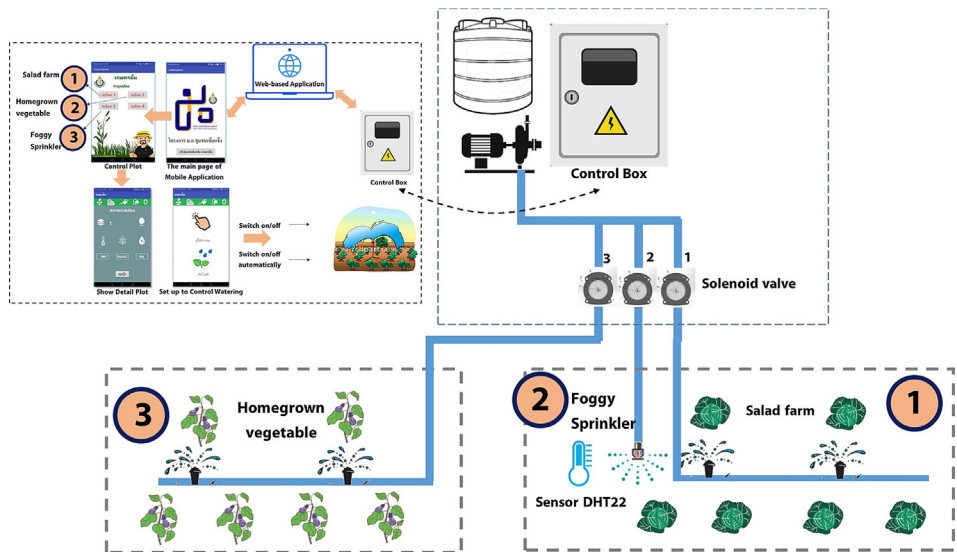 Salad farm
1
Homegrown
vegetable
2
Foggy
Sprinkler
3
Control Plot
The main page of
Mobile Application
Web-based Application
Control Box
Show Detail Plot
Set up to Control Watering
Switch on/off
Switch on/off
automatically
Control Box
3
2
1
Solenoid valve
3
Homegrown
vegetable
2
Foggy
Sprinkler
Sensor DHT22
Salad farm
1